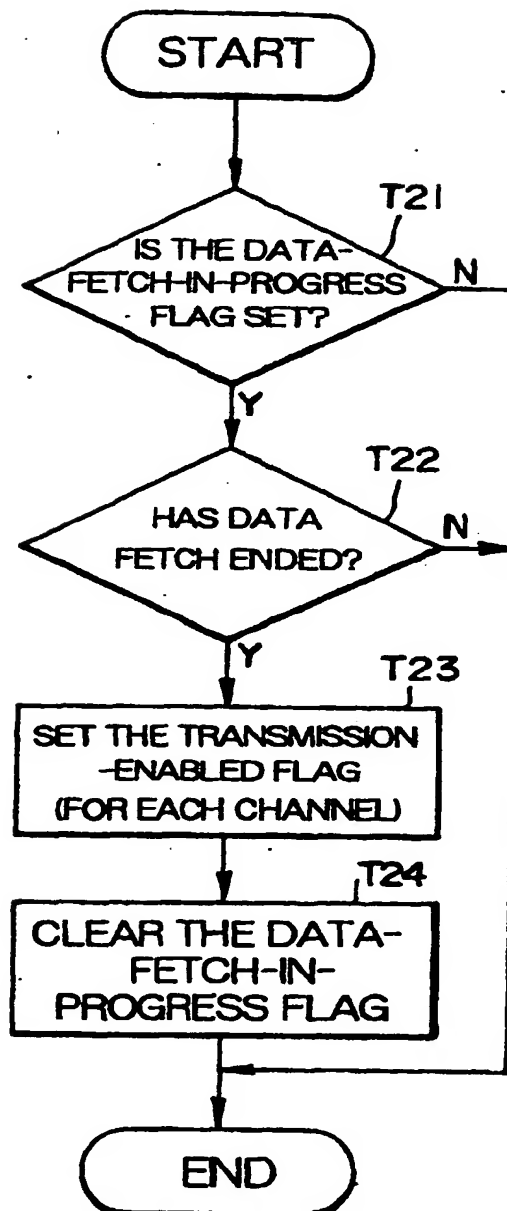 START
T21
IS THE DATA-
FETCH-IN-PROGRESS
FLAG SET?
N
Y
T22
HAS DATA
FETCH ENDED?
N
Y
T23
SET THE TRANSMISSION
-ENABLED FLAG
(FOR EACH CHANNEL)
T24
CLEAR THE DATA-
FETCH-IN-
PROGRESS FLAG
END